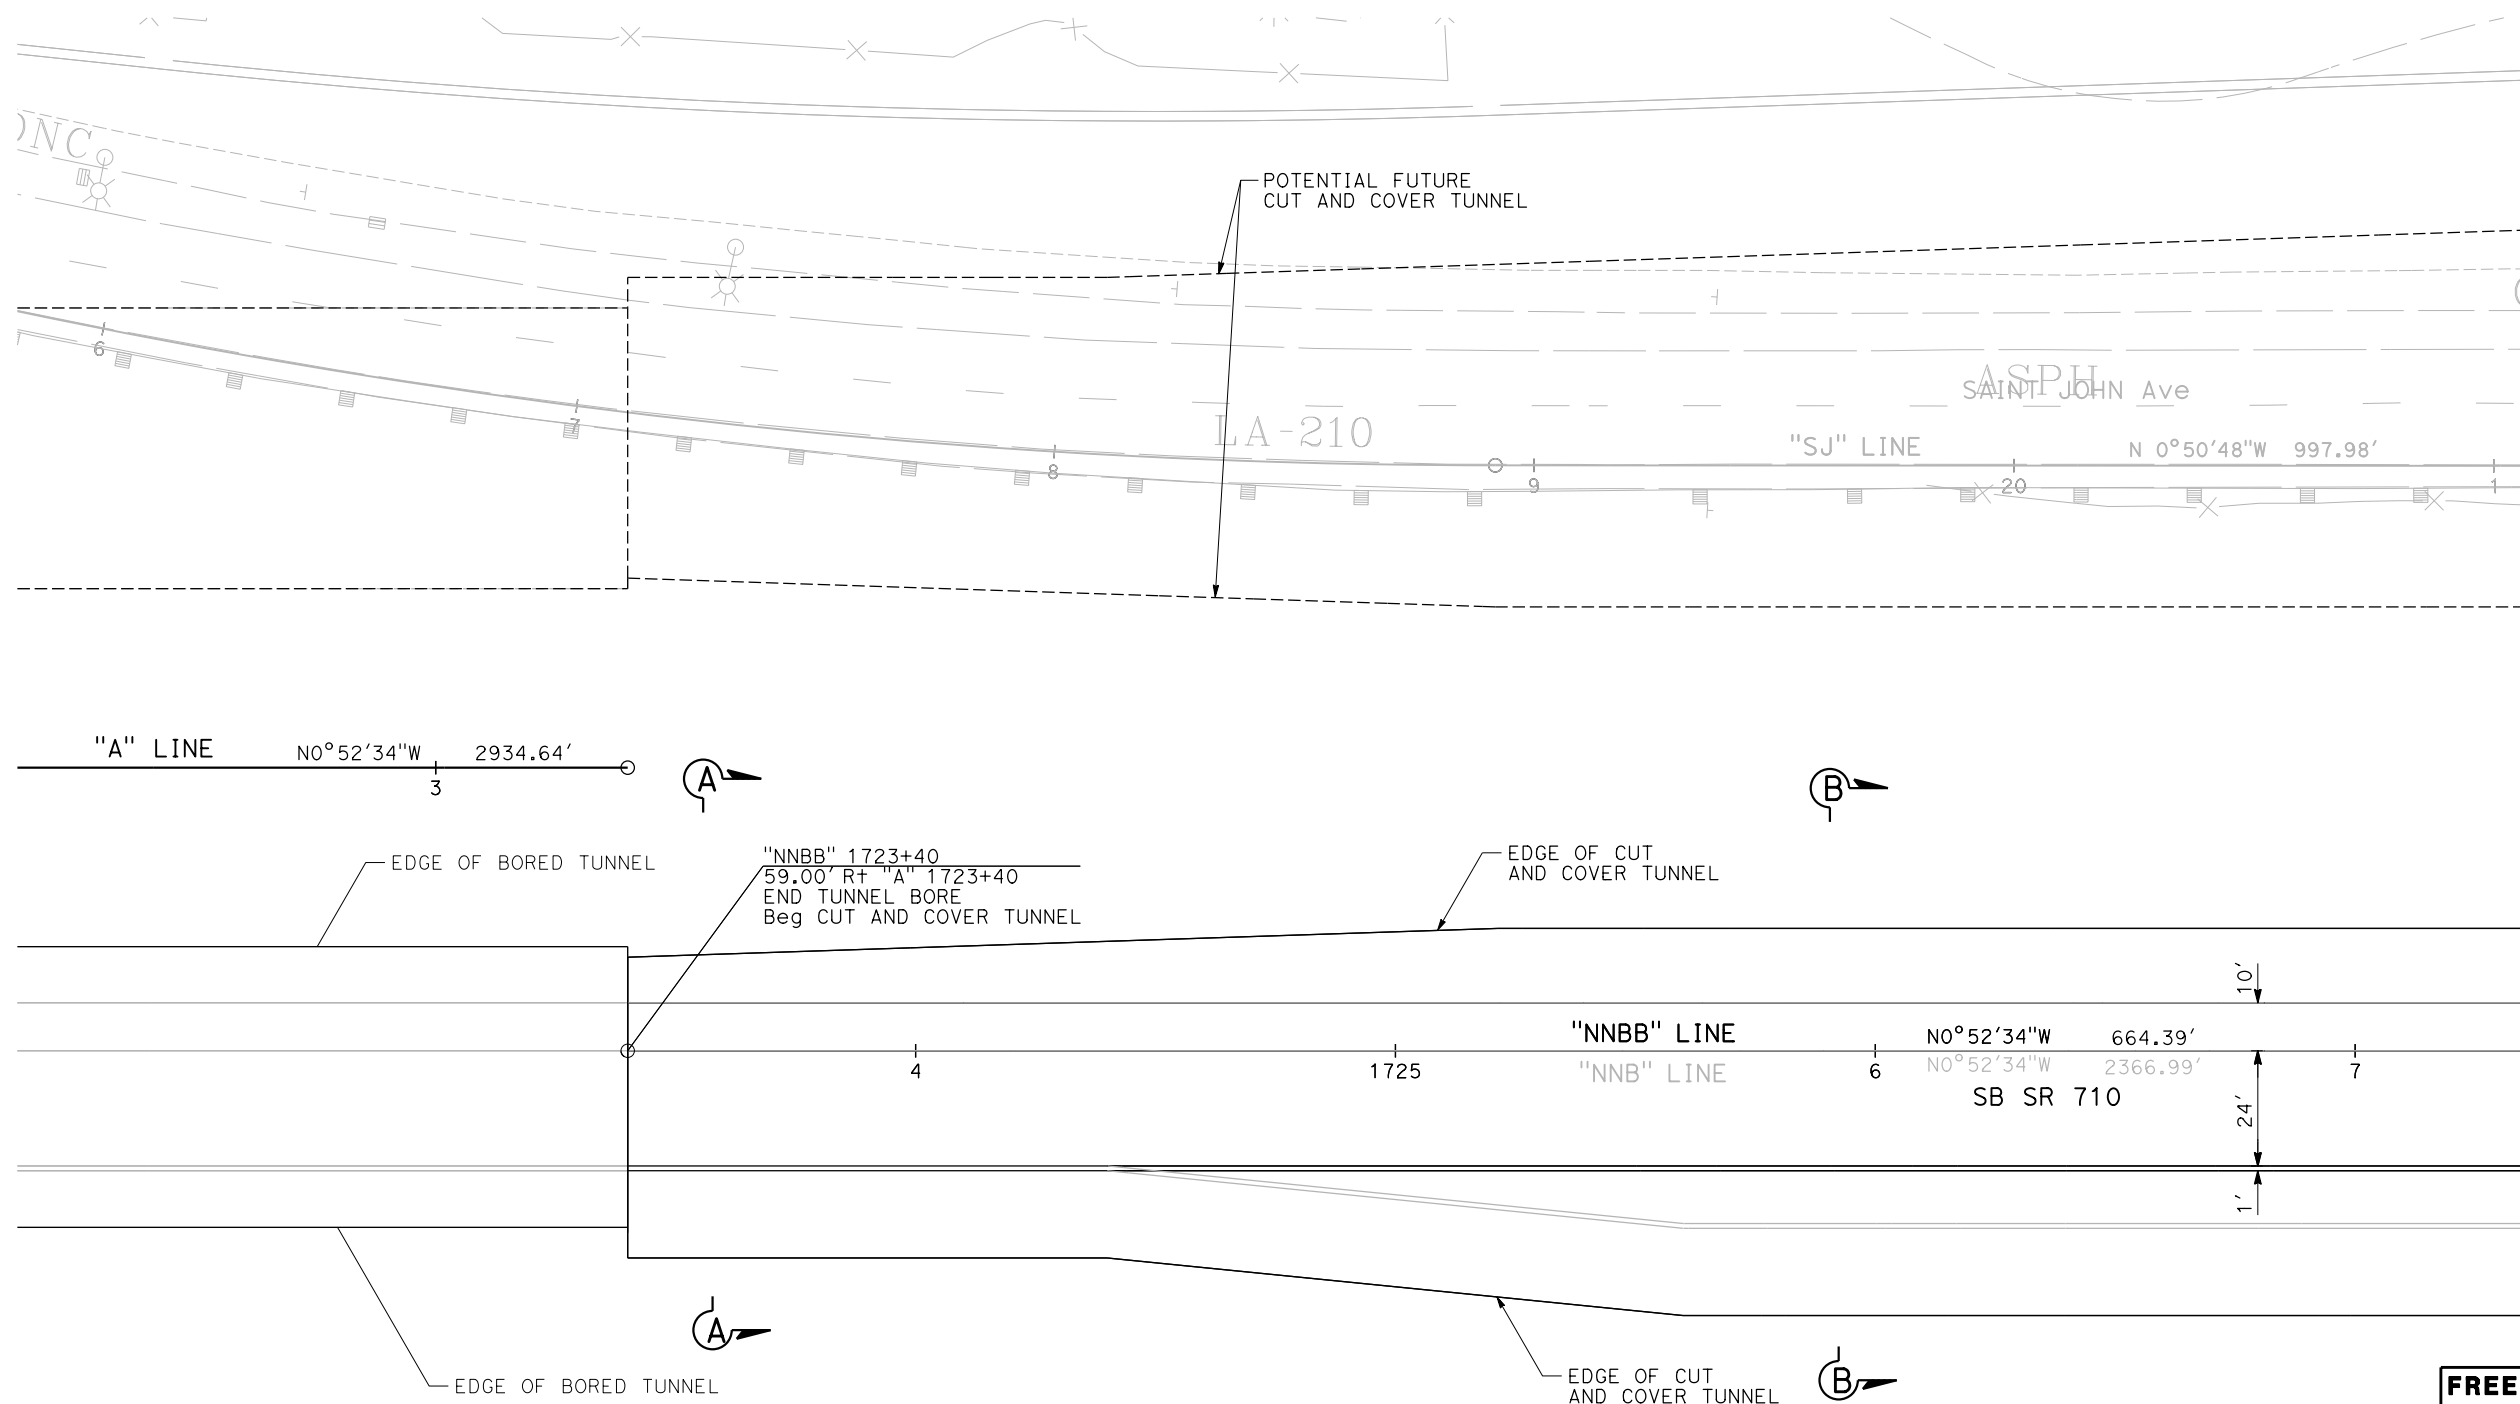 CONC
POTENTIAL FUTURE
CUT AND COVER TUNNEL
6
7
8
9
20
1
LA-210
ASPH
SAINT JOHN Ave
"SJ" LINE
N 0°50'48"W 997.98'
"A" LINE
N0°52'34"W 2934.64'
3
A
B
EDGE OF BORED TUNNEL
"NNBB" 1723+40
59.00' Rt "A" 1723+40
END TUNNEL BORE
Beg CUT AND COVER TUNNEL
EDGE OF CUT
AND COVER TUNNEL
10'
"NNBB" LINE
N0°52'34"W 664.39'
4
1725
6
7
"NNB" LINE
N0°52'34"W 2366.99'
SB SR 710
24'
1'
A
B
EDGE OF BORED TUNNEL
EDGE OF CUT
AND COVER TUNNEL
FREE